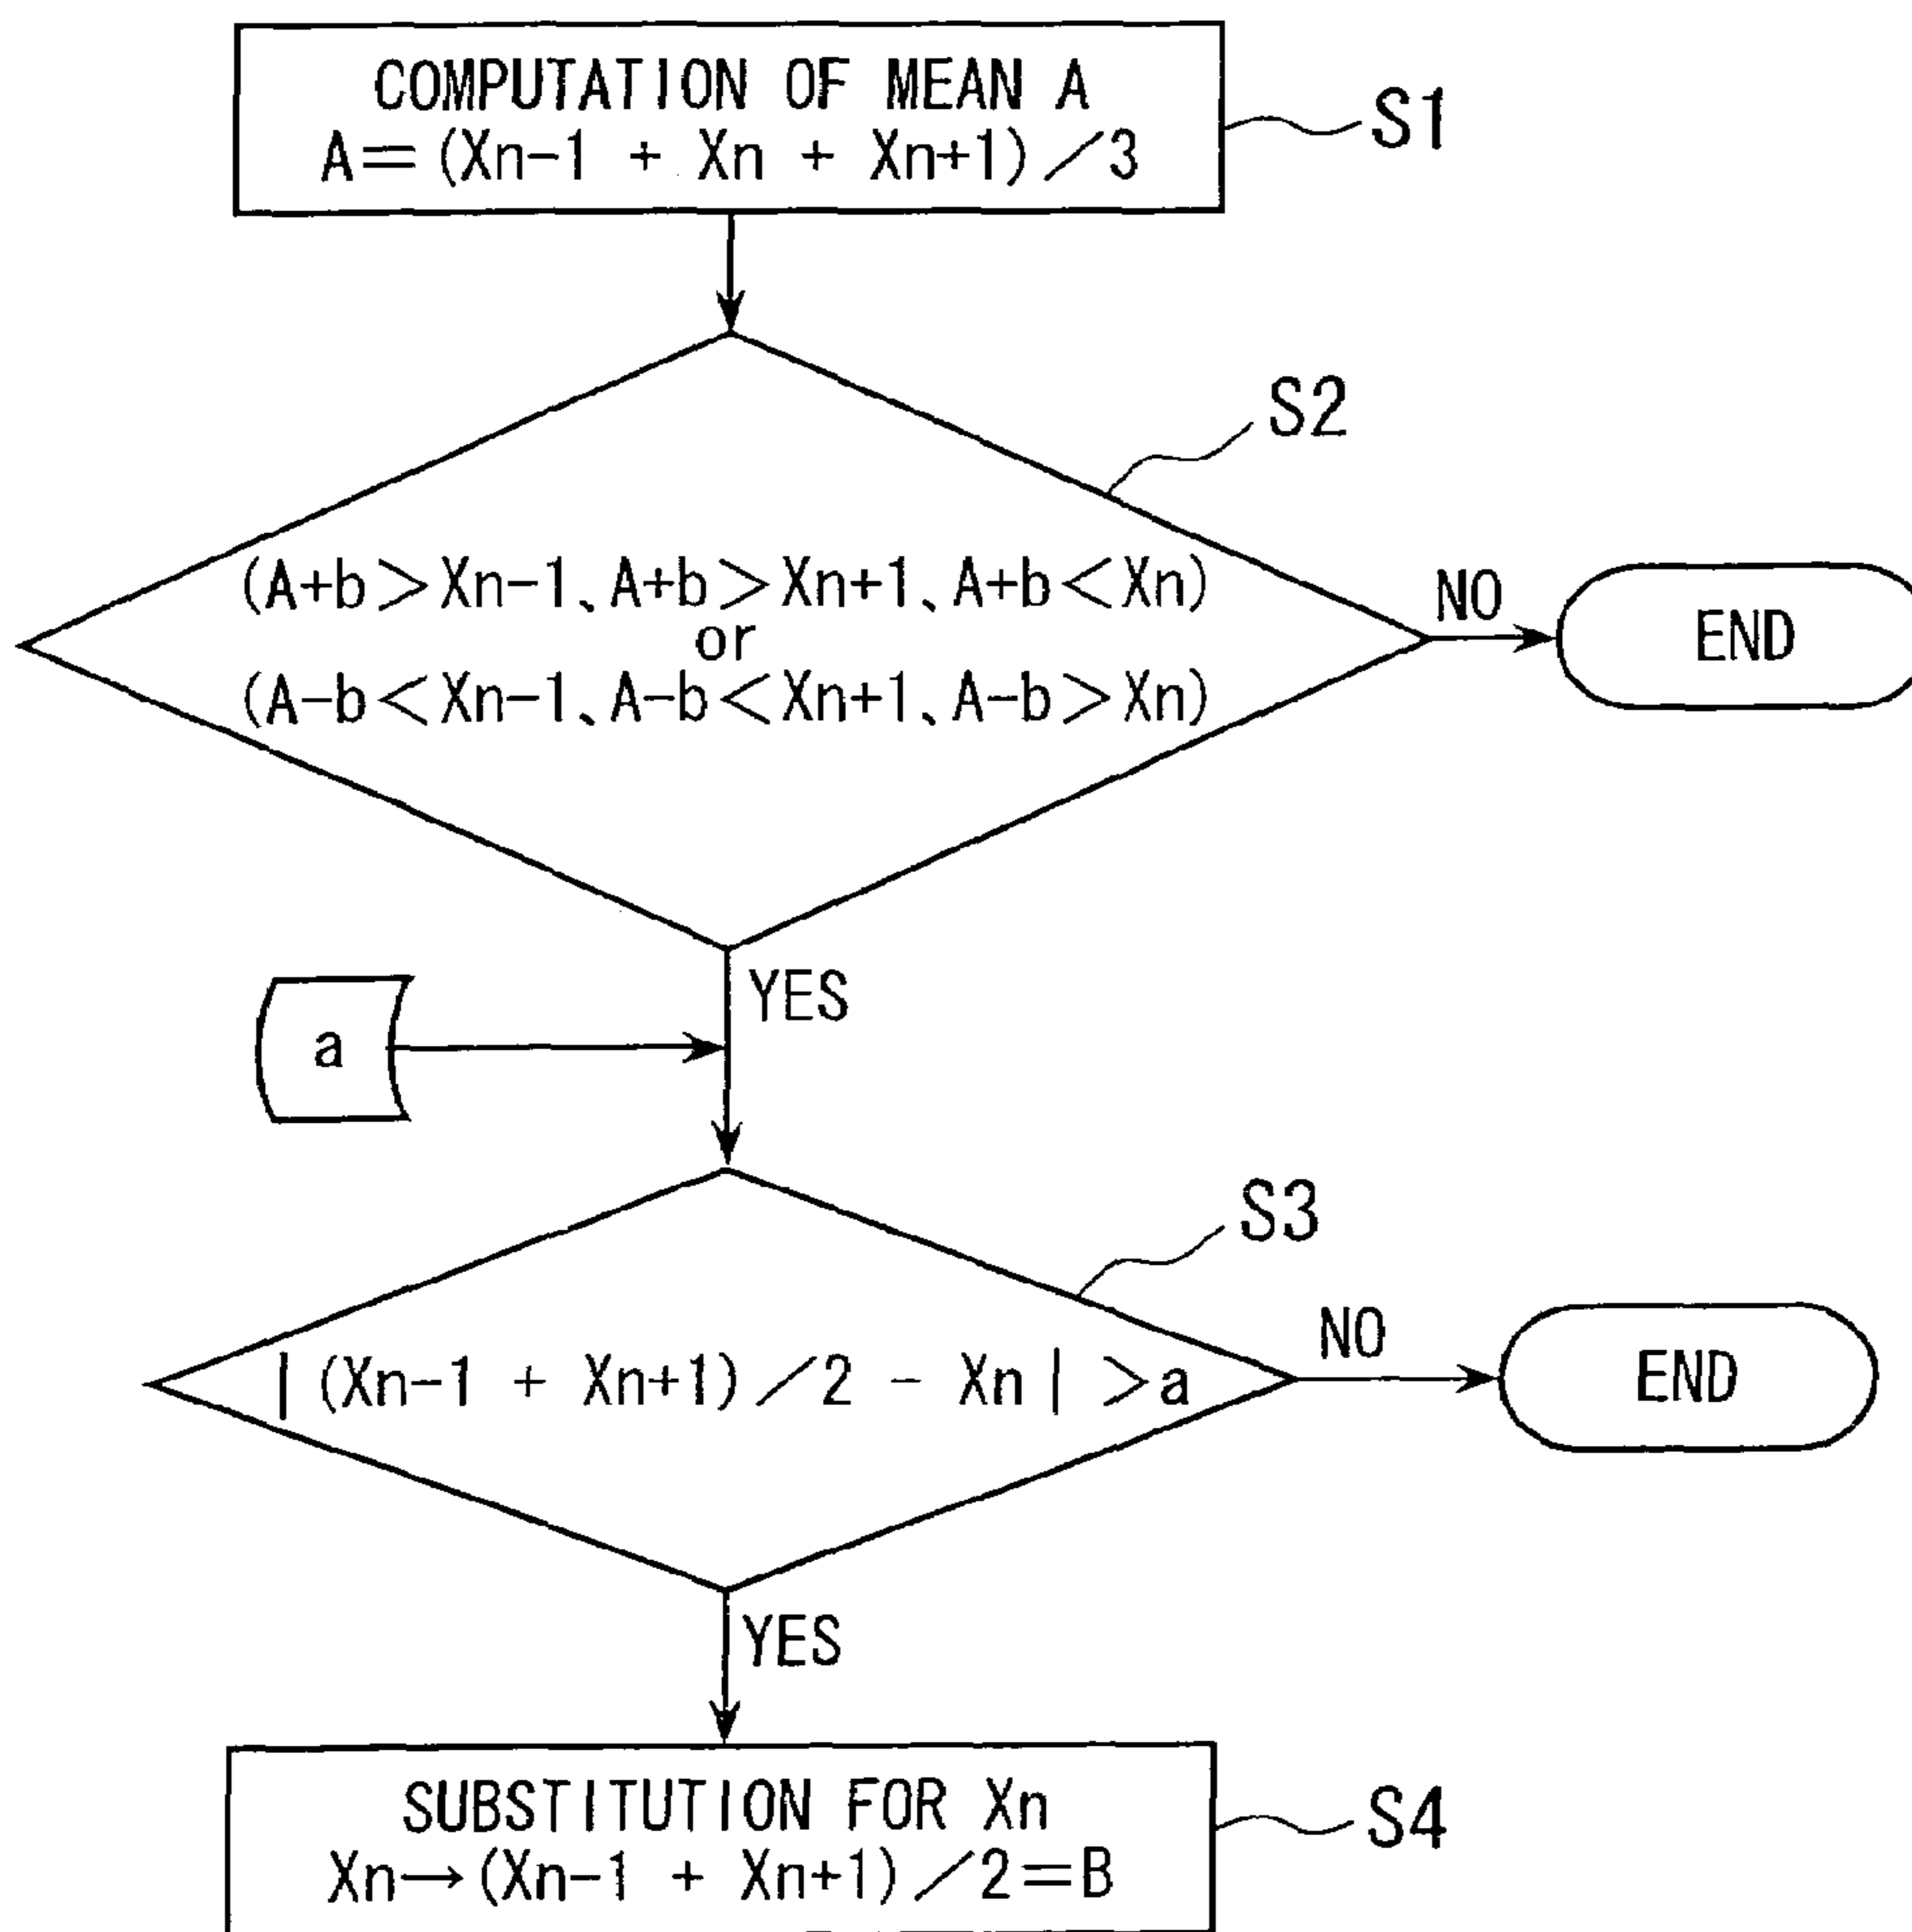 COMPUTATION OF MEAN A
A=(Xn-1 + Xn + Xn+1)/3
S1
S2
(A+b>Xn-1、A+b>Xn+1、A+b<Xn)
or
(A-b<Xn-1、A-b<Xn+1、A-b>Xn)
NO
END
YES
a
S3
|(Xn-1 + Xn+1)/2 - Xn| >a
NO
END
YES
SUBSTITUTION FOR Xn
Xn→(Xn-1 + Xn+1)/2=B
S4